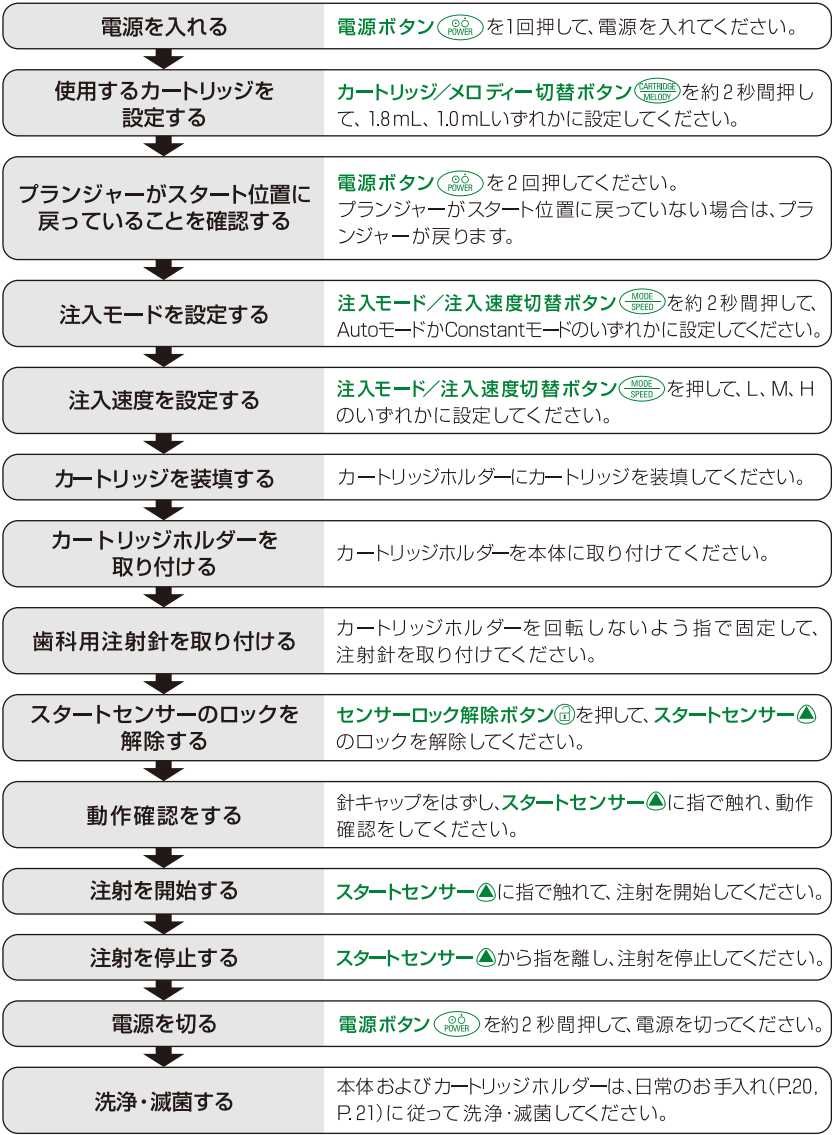 電源を入れる
電源ボタン POWER を1回押して、電源を入れてください。
使用するカートリッジを
設定する
カートリッジ／メロディー切替ボタン CARTRIDGE MELODY を約2秒間押し
て、1.8mL、1.0mLいずれかに設定してください。
プランジャーがスタート位置に
戻っていることを確認する
電源ボタン POWER を2回押してください。
プランジャーがスタート位置に戻っていない場合は、プラ
ンジャーが戻ります。
注入モードを設定する
注入モード／注入速度切替ボタン MODE SPEED を約2秒間押して、
AutoモードかConstantモードのいずれかに設定してください。
注入速度を設定する
注入モード／注入速度切替ボタン MODE SPEED を押して、L、M、H
のいずれかに設定してください。
カートリッジを装填する
カートリッジホルダーにカートリッジを装填してください。
カートリッジホルダーを
取り付ける
カートリッジホルダーを本体に取り付けてください。
歯科用注射針を取り付ける
カートリッジホルダーを回転しないよう指で固定して、
注射針を取り付けてください。
スタートセンサーのロックを
解除する
センサーロック解除ボタンを押して、スタートセンサー
のロックを解除してください。
動作確認をする
針キャップをはずし、スタートセンサーに指で触れ、動作
確認をしてください。
注射を開始する
スタートセンサーに指で触れて、注射を開始してください。
注射を停止する
スタートセンサーから指を離し、注射を停止してください。
電源を切る
電源ボタン POWER を約2秒間押して、電源を切ってください。
洗浄・滅菌する
本体およびカートリッジホルダーは、日常のお手入れ(P.20,
P.21)に従って洗浄・滅菌してください。